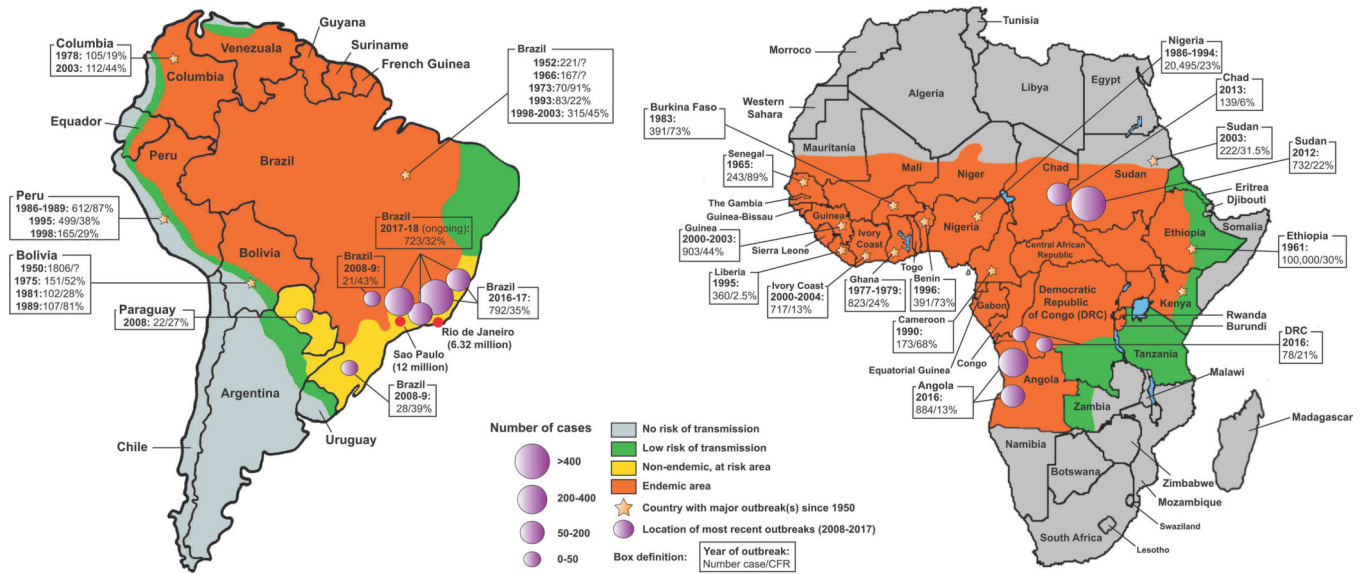 Guyana
Suriname
French Guinea
Venezuala
Columbia
1978: 105/19%
2003: 112/44%
Columbia
Equador
Peru
Brazil
Brazil
1952:221/?
1966:167/?
1973:70/91%
1993:83/22%
1998-2003: 315/45%
Peru
1986-1989: 612/87%
1995: 499/38%
1998:165/29%
Bolivia
1950:1806/?
1975: 151/52%
1981:102/28%
1989:107/81%
Bolivia
Paraguay
2008: 22/27%
Brazil
2017-18 (ongoing):
723/32%
Brazil
2008-9:
21/43%
Brazil
2016-17:
792/35%
Rio de Janeiro
(6.32 million)
Sao Paulo
(12 million)
Brazil
2008-9:
28/39%
Argentina
Chile
Uruguay
Number of cases
>400
200-400
50-200
0-50
No risk of transmission
Low risk of transmission
Non-endemic, at risk area
Endemic area
Country with major outbreak(s) since 1950
Location of most recent outbreaks (2008-2017)
Box definition:
Year of outbreak:
Number case/CFR
Tunisia
Morroco
Algeria
Libya
Egypt
Western
Sahara
Mauritania
Mali
Niger
Chad
Sudan
Nigeria
1986-1994:
20,495/23%
Chad
2013:
139/6%
Sudan
2003:
222/31.5%
Sudan
2012:
732/22%
Burkina Faso
1983:
391/73%
Senegal
1965:
243/89%
The Gambia
Guinea-Bissau
Guinea
Guinea
2000-2003:
903/44%
Sierra Leone
Liberia
1995:
360/2.5%
Ivory
Coast
Ivory Coast
2000-2004:
717/13%
Ghana
1977-1979:
823/24%
Togo
Benin
1996:
391/73%
Nigeria
Cameroon
1990:
173/68%
Equatorial Guinea
Gabon
Congo
Central African
Republic
Democratic
Republic
of Congo (DRC)
Eritrea
Djibouti
Somalia
Ethiopia
Ethiopia
1961:
100,000/30%
Kenya
Rwanda
Burundi
DRC
2016:
78/21%
Tanzania
Angola
Angola
2016:
884/13%
Zambia
Malawi
Madagascar
Namibia
Botswana
Zimbabwe
Mozambique
Swaziland
South Africa
Lesotho